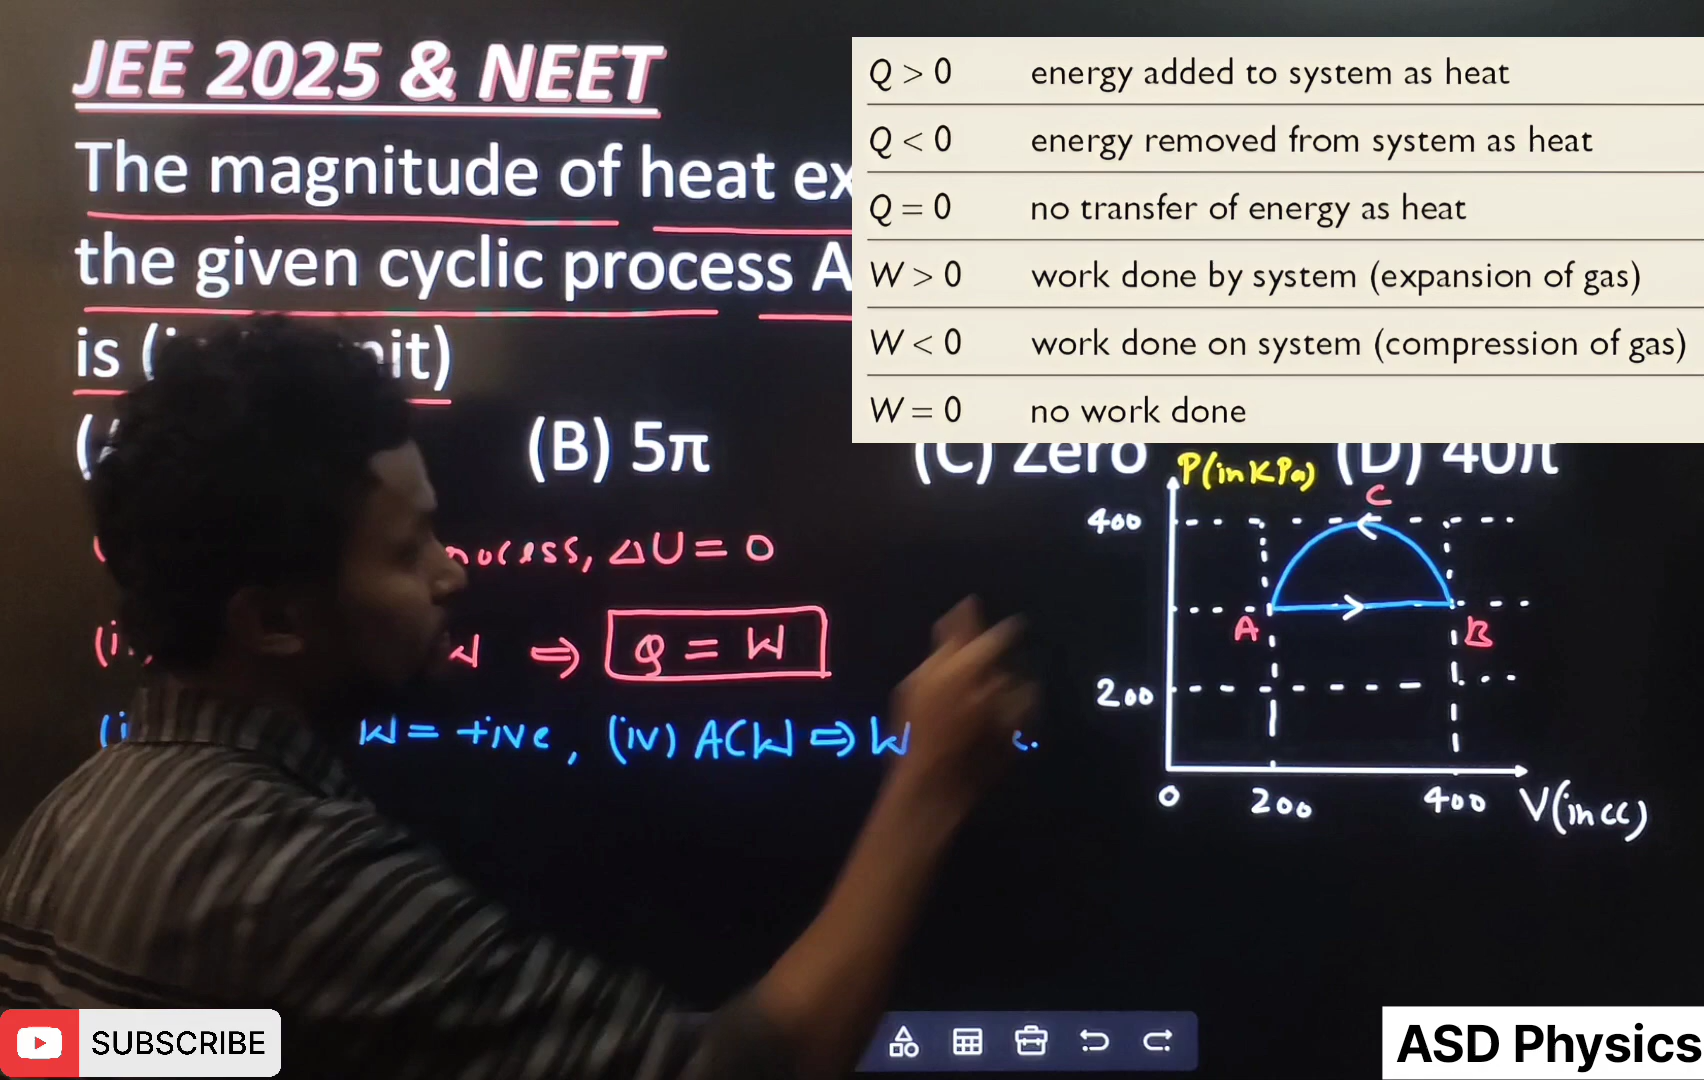 JEE 2025 & NEET
The magnitude of heat
the given cyclic process A
is
(B) 5π (C) Zero (D) 40π
Q > 0 energy added to system as heat
Q < 0 energy removed from system as heat
Q = 0 no transfer of energy as heat
W > 0 work done by system (expansion of gas)
W < 0 work done on system (compression of gas)
W = 0 no work done
ΔU = 0
W ⇒ Q = W
W = +ive, (iv) ACW ⇒ W
P(in KPa)
C
400
A B
200
0 200 400 V(in cc)
SUBSCRIBE
ASD Physics